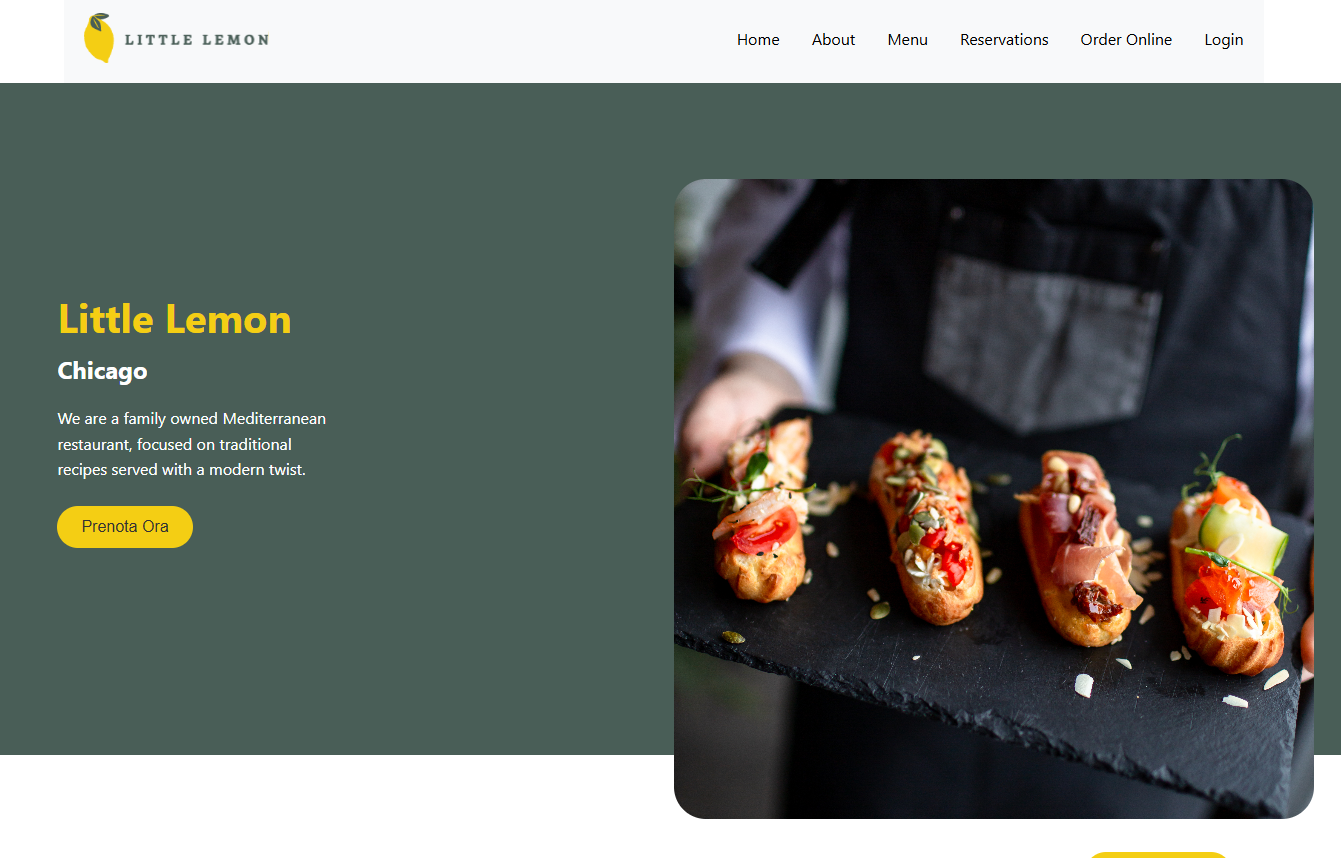 LITTLE LEMON
Home About Menu Reservations Order Online Login
Little Lemon
Chicago
We are a family owned Mediterranean
restaurant, focused on traditional
recipes served with a modern twist.
Prenota Ora